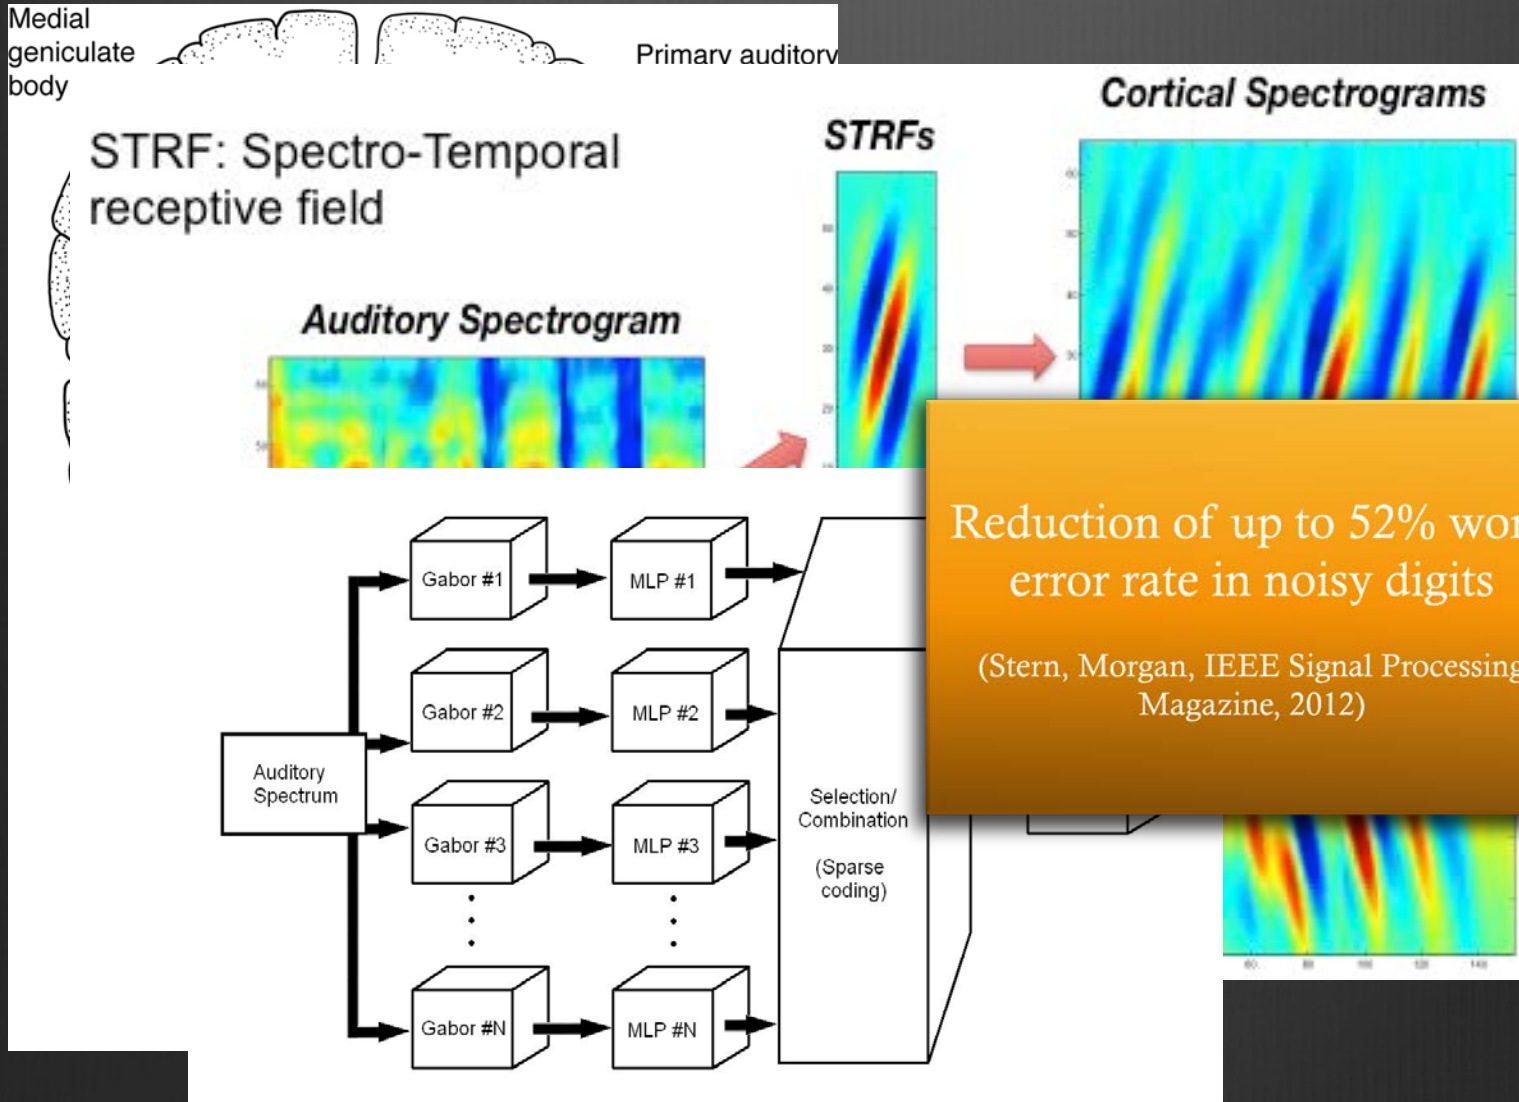 Medial
geniculate
body
Primary auditory
STRF: Spectro-Temporal
receptive field
STRFs
Cortical Spectrograms
Auditory Spectrogram
Reduction of up to 52%
error rate in noisy digits
(Stern, Morgan, IEEE Signal Processing
Magazine, 2012)
Gabor #1
MLP #1
Gabor #2
MLP #2
Auditory
Spectrum
Gabor #3
MLP #3
Selection/
Combination
(Sparse
coding)
Gabor #N
MLP #N